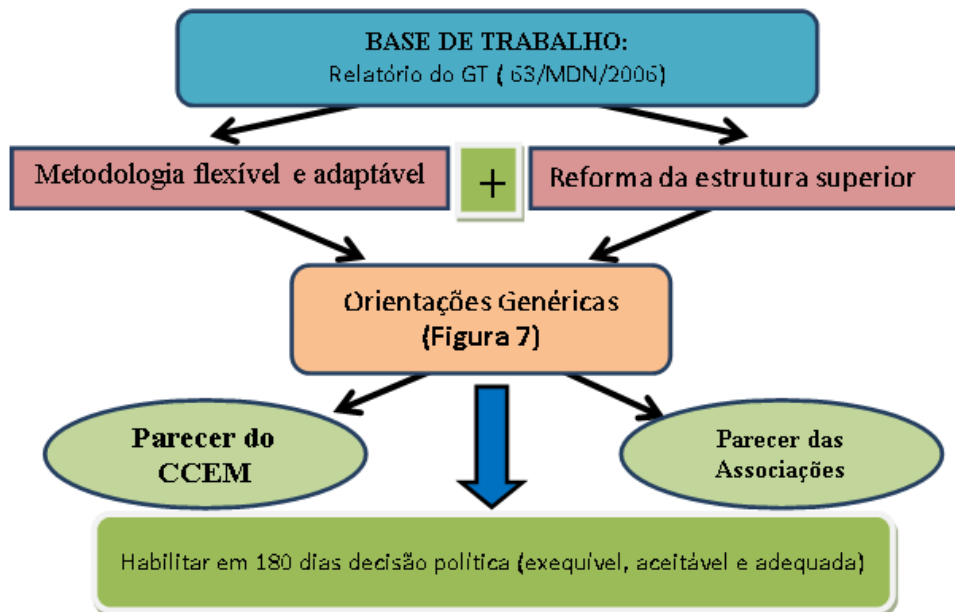 BASE DE TRABALHO:
Relatório do GT ( 63/MDN/2006)
Metodologia flexível e adaptável
+
Reforma da estrutura superior
Orientações Genéricas
(Figura 7)
Parecer do
CCEM
Parecer das
Associações
Habilitar em 180 dias decisão política (exequível, aceitável e adequada)